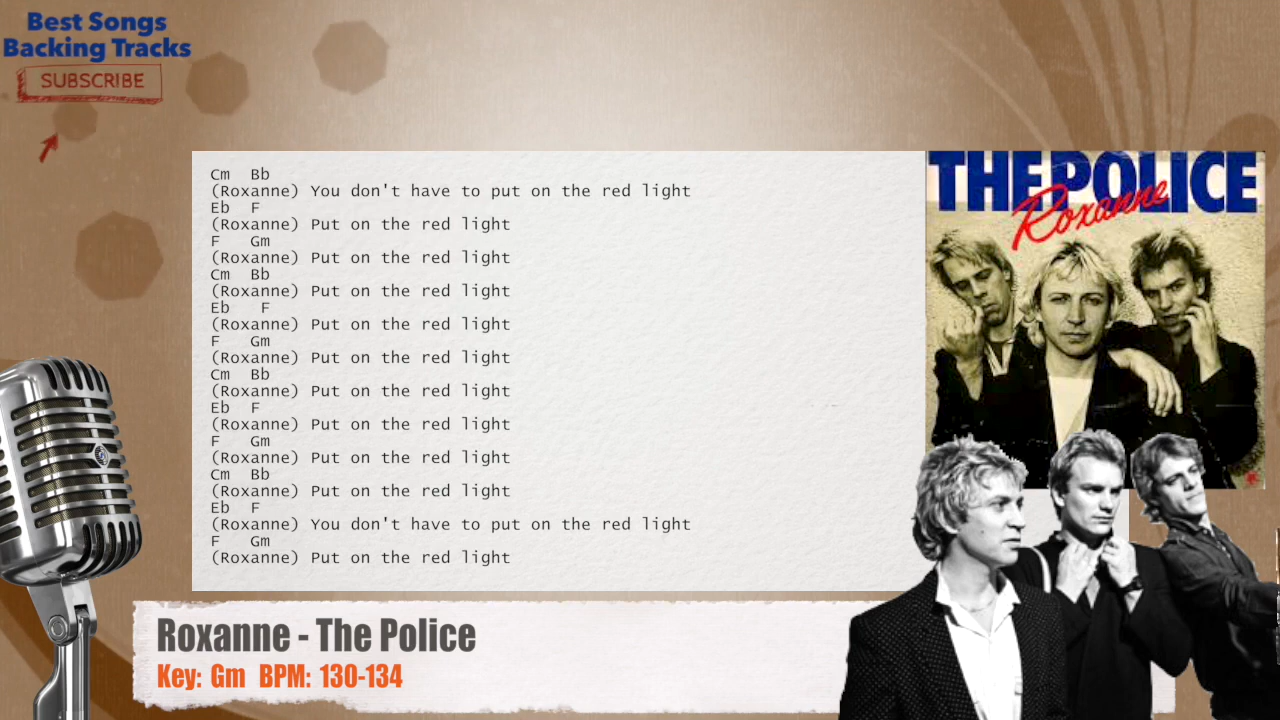 Best Songs
Backing Tracks
SUBSCRIBE
Cm  Bb
(Roxanne) You don't have to put on the red light
Eb  F
(Roxanne) Put on the red light
F   Gm
(Roxanne) Put on the red light
Cm  Bb
(Roxanne) Put on the red light
Eb   F
(Roxanne) Put on the red light
F   Gm
(Roxanne) Put on the red light
Cm  Bb
(Roxanne) Put on the red light
Eb  F
(Roxanne) Put on the red light
F   Gm
(Roxanne) Put on the red light
Cm  Bb
(Roxanne) Put on the red light
Eb  F
(Roxanne) You don't have to put on the red light
F   Gm
(Roxanne) Put on the red light
THE POLICE
Roxanne
Roxanne - The Police
Key: Gm  BPM: 130-134